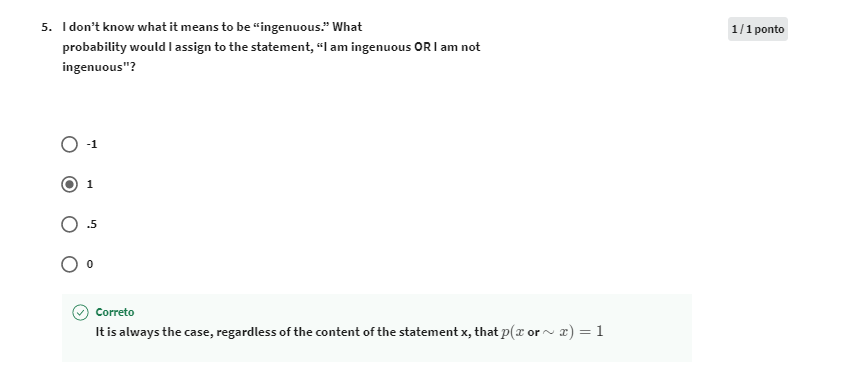 5. I don't know what it means to be “ingenuous.” What
1 / 1 ponto
probability would I assign to the statement, “I am ingenuous OR I am not
ingenuous"?
-1
1
.5
0
Correto
It is always the case, regardless of the content of the statement x, that p(x or ∼ x) = 1